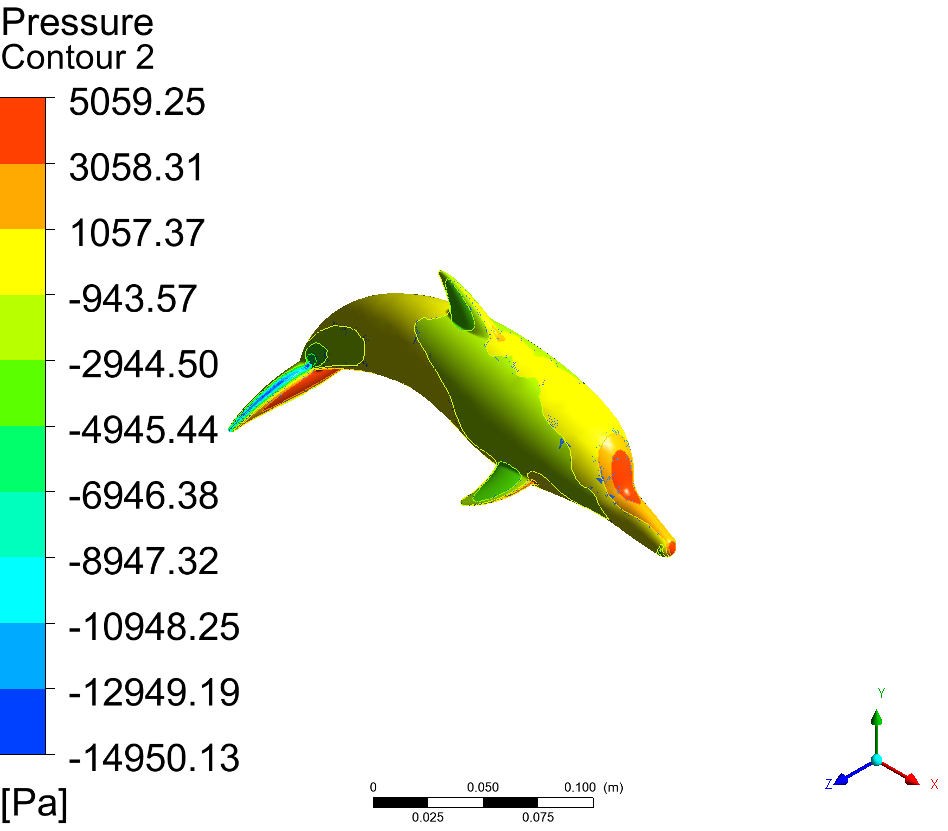 Pressure
Contour 2
5059.25
3058.31
1057.37
-943.57
-2944.50
-4945.44
-6946.38
-8947.32
-10948.25
-12949.19
-14950.13
[Pa]
0 0.050 0.100 (m)
0.025 0.075
Y
Z X